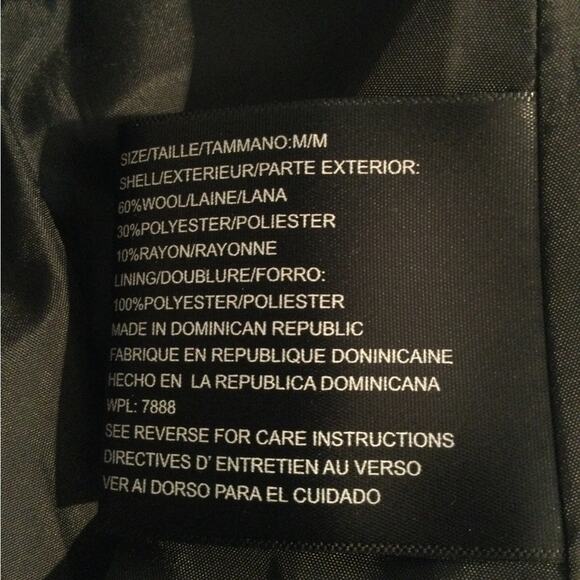 SIZE/TAILLE/TAMMANO:M/M
SHELL/EXTERIEUR/PARTE EXTERIOR:
60%WOOL/LAINE/LANA
30%POLYESTER/POLIESTER
10%RAYON/RAYONNE
LINING/DOUBLURE/FORRO:
100%POLYESTER/POLIESTER
MADE IN DOMINICAN REPUBLIC
FABRIQUE EN REPUBLIQUE DONINICAINE
HECHO EN LA REPUBLICA DOMINICANA
WPL: 7888
SEE REVERSE FOR CARE INSTRUCTIONS
DIRECTIVES D' ENTRETIEN AU VERSO
VER AI DORSO PARA EL CUIDADO